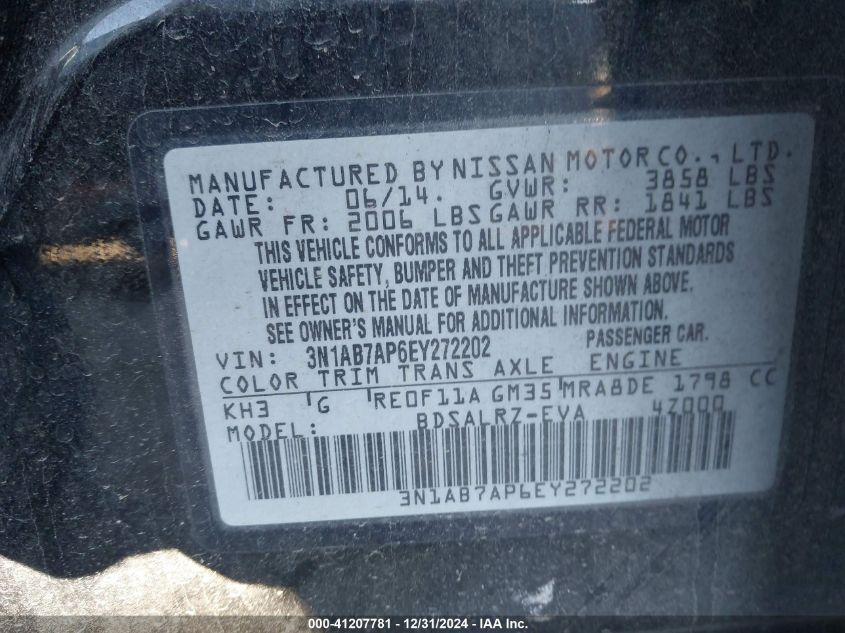 MANUFACTURED BY NISSAN MOTOR CO., LTD.
DATE: 06/14. GVWR: 3858 LBS
GAWR FR: 2006 LBS GAWR RR: 1841 LBS
THIS VEHICLE CONFORMS TO ALL APPLICABLE FEDERAL MOTOR
VEHICLE SAFETY, BUMPER AND THEFT PREVENTION STANDARDS
IN EFFECT ON THE DATE OF MANUFACTURE SHOWN ABOVE.
SEE OWNER'S MANUAL FOR ADDITIONAL INFORMATION.
VIN: 3N1AB7AP6EY272202 PASSENGER CAR.
COLOR TRIM TRANS AXLE ENGINE
KH3 G RE0F11A GM35 MRA8DE 1798 CC
MODEL: BDSALRZ-EVA 4Z000
3N1AB7AP6EY272202
000-41207781 - 12/31/2024 - IAA Inc.